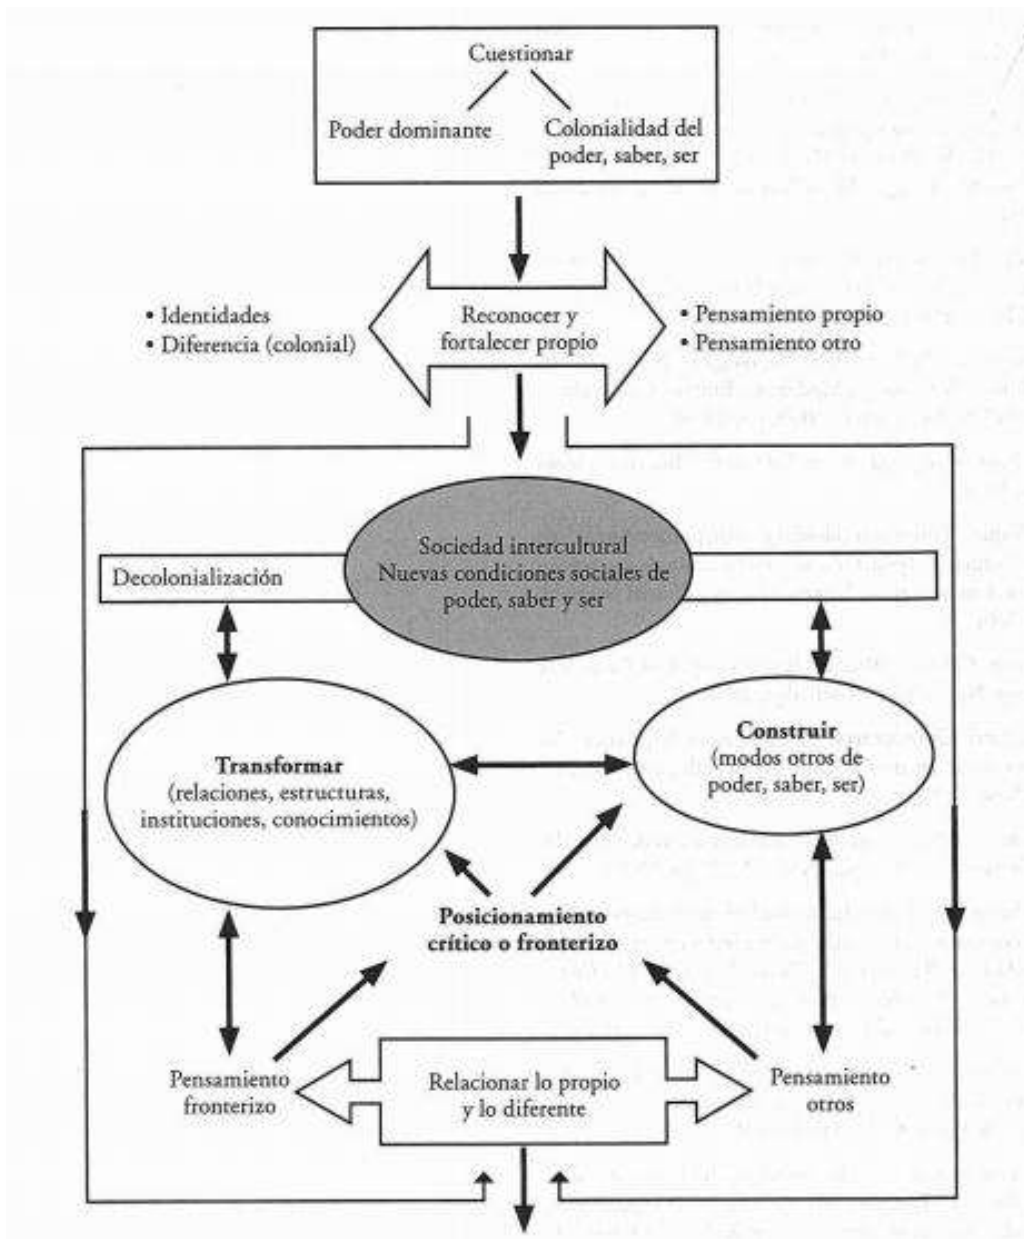 Cuestionar
Poder dominante
Colonialidad del
poder, saber, ser
• Identidades
• Diferencia (colonial)
Reconocer y
fortalecer propio
• Pensamiento propio
• Pensamiento otro
Sociedad intercultural
Nuevas condiciones sociales de
poder, saber y ser
Decolonialización
Transformar
(relaciones, estructuras,
instituciones, conocimientos)
Construir
(modos otros de
poder, saber, ser)
Posicionamiento
crítico o fronterizo
Pensamiento
fronterizo
Relacionar lo propio
y lo diferente
Pensamiento
otros